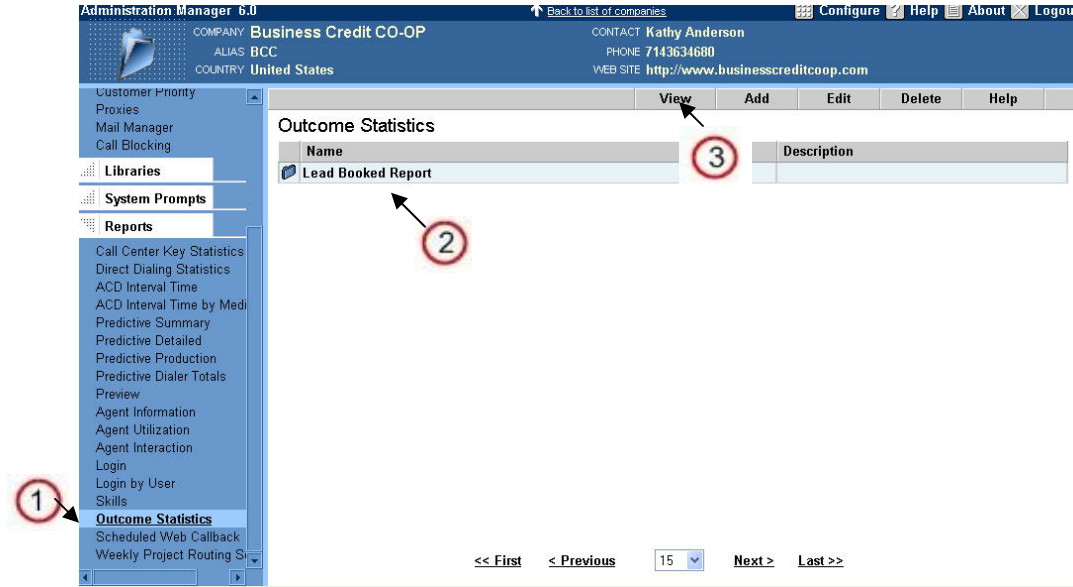 Administration Manager 6.0
Back to list of companies
Configure
Help
About
Logou
COMPANY Business Credit CO-OP
ALIAS BCC
COUNTRY United States
CONTACT Kathy Anderson
PHONE 7143634680
WEB SITE http://www.businesscreditcoop.com
Customer Priority
Proxies
Mail Manager
Call Blocking
Libraries
System Prompts
Reports
Call Center Key Statistics
Direct Dialing Statistics
ACD Interval Time
ACD Interval Time by Medi
Predictive Summary
Predictive Detailed
Predictive Production
Predictive Dialer Totals
Preview
Agent Information
Agent Utilization
Agent Interaction
Login
Login by User
Skills
1
Outcome Statistics
Scheduled Web Callback
Weekly Project Routing S
View Add Edit Delete Help
Outcome Statistics
Name Description
3
Lead Booked Report
2
<< First < Previous 15 Next > Last >>